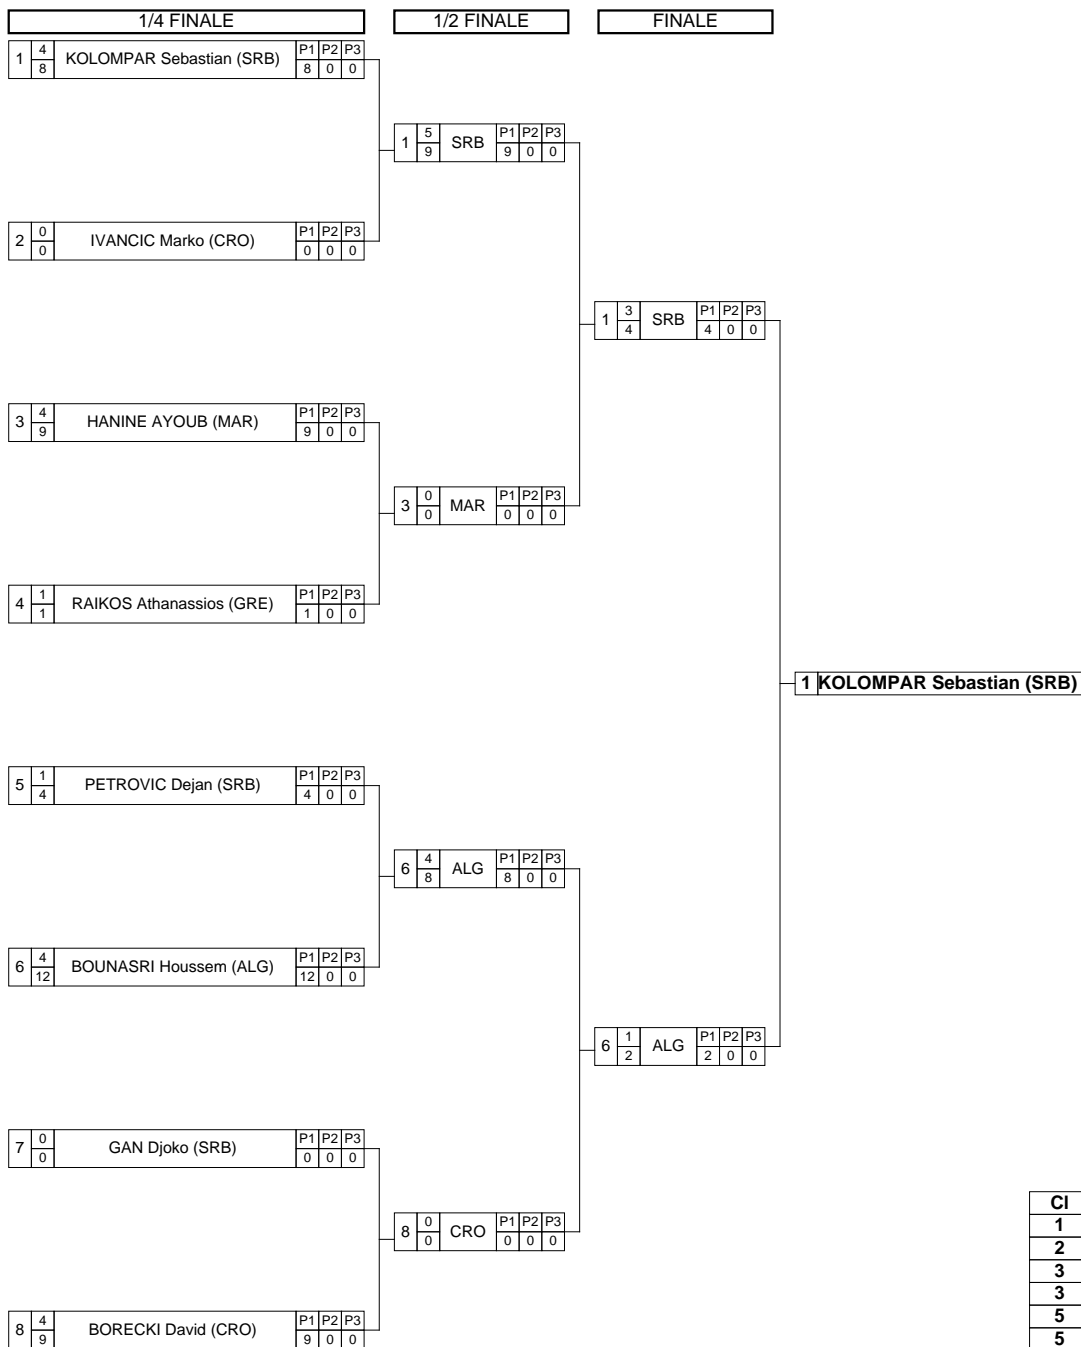 1/4 FINALE 1/2 FINALE FINALE
1 4 8 KOLOMPAR Sebastian (SRB) P1 P2 P3 8 0 0
1 5 9 SRB P1 P2 P3 9 0 0
2 0 0 IVANCIC Marko (CRO) P1 P2 P3 0 0 0
1 3 4 SRB P1 P2 P3 4 0 0
3 4 9 HANINE AYOUB (MAR) P1 P2 P3 9 0 0
3 0 0 MAR P1 P2 P3 0 0 0
4 1 1 RAIKOS Athanassios (GRE) P1 P2 P3 1 0 0
1 KOLOMPAR Sebastian (SRB)
5 1 4 PETROVIC Dejan (SRB) P1 P2 P3 4 0 0
6 4 8 ALG P1 P2 P3 8 0 0
6 4 12 BOUNASRI Houssem (ALG) P1 P2 P3 12 0 0
6 1 2 ALG P1 P2 P3 2 0 0
7 0 0 GAN Djoko (SRB) P1 P2 P3 0 0 0
8 0 0 CRO P1 P2 P3 0 0 0
8 4 9 BORECKI David (CRO) P1 P2 P3 9 0 0
Cl
1
2
3
3
5
5